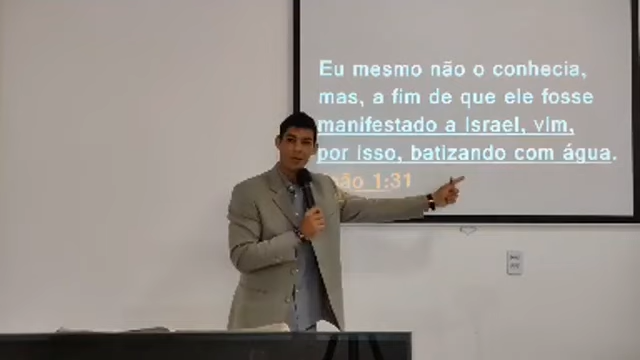 Eu mesmo não o conhecia,
mas, a fim de que ele fosse
manifestado a Israel, vim,
por isso, batizando com água.
1:31